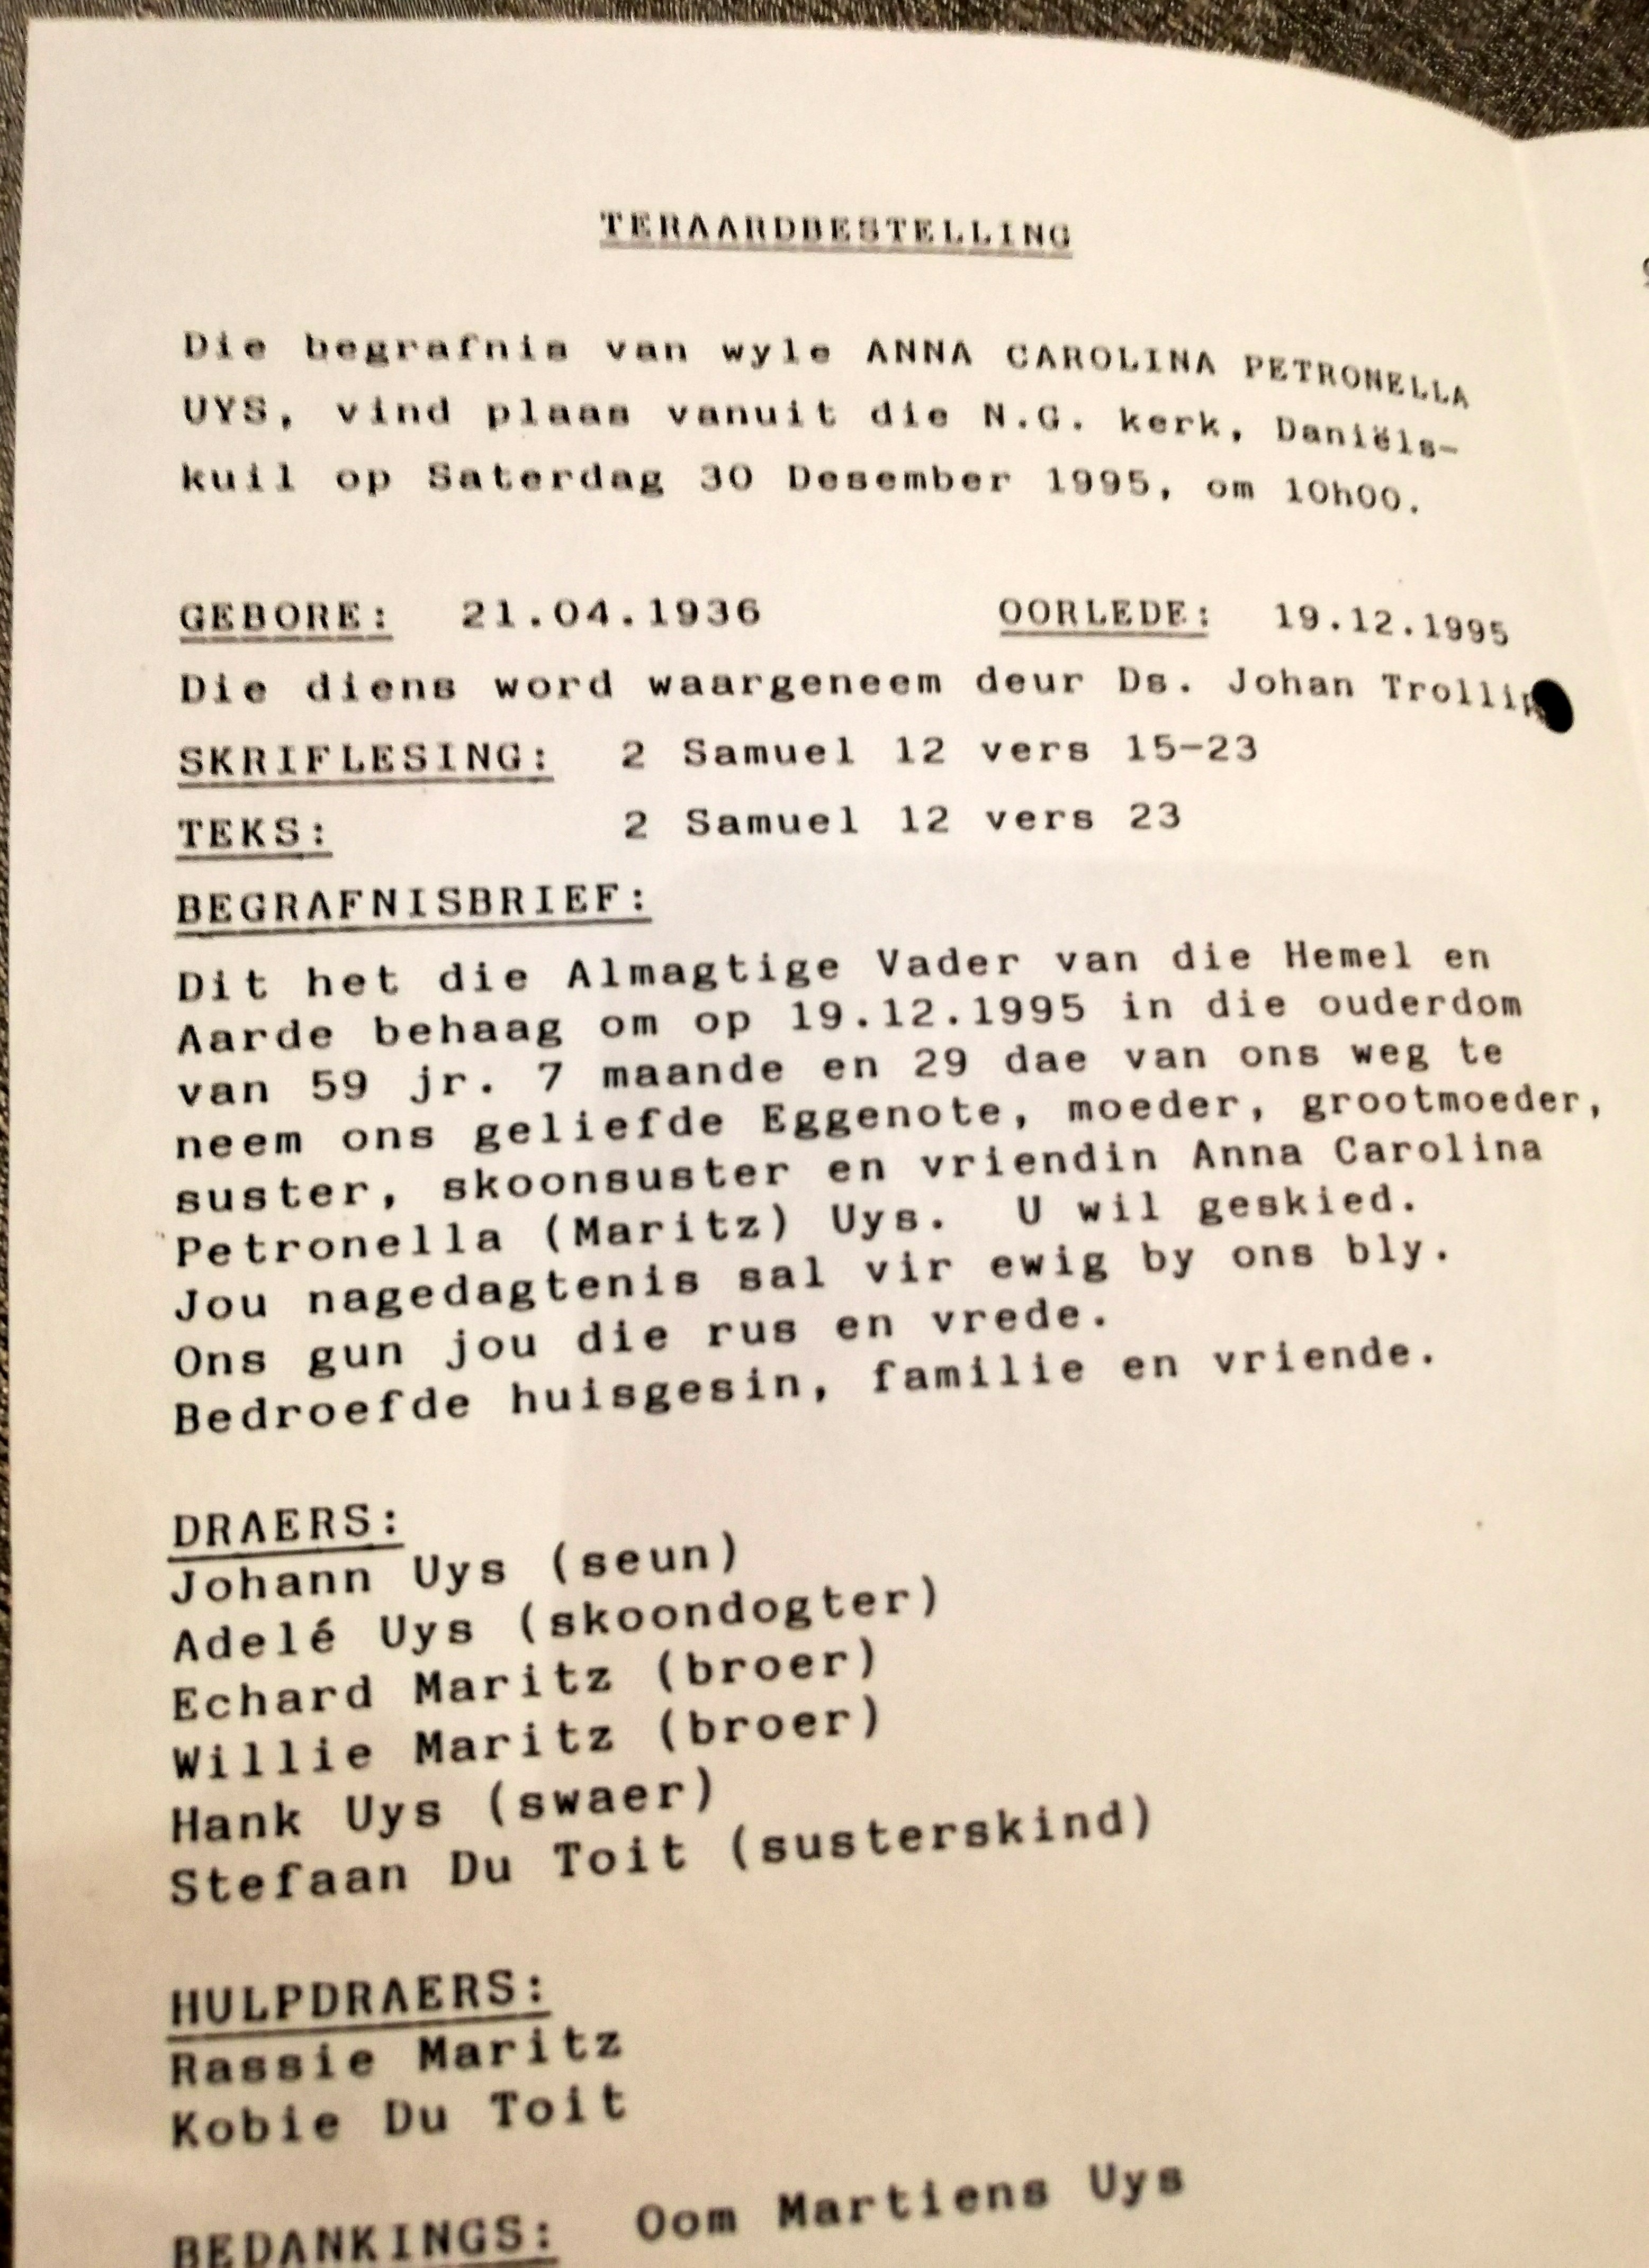 TERAARDBESTELLING
Die begrafnis van wyle ANNA CAROLINA PETRONELLA
UYS, vind plaas vanuit die N.G. kerk, Daniëls-
kuil op Saterdag 30 Desember 1995, om 10h00.
GEBORE: 21.04.1936 OORLEDE: 19.12.1995
Die diens word waargeneem deur Ds. Johan Trollip
SKRIFLESING: 2 Samuel 12 vers 15-23
TEKS: 2 Samuel 12 vers 23
BEGRAFNISBRIEF:
Dit het die Almagtige Vader van die Hemel en
Aarde behaag om op 19.12.1995 in die ouderdom
van 59 jr. 7 maande en 29 dae van ons weg te
neem ons geliefde Eggenote, moeder, grootmoeder,
suster, skoonsuster en vriendin Anna Carolina
Petronella (Maritz) Uys. U wil geskied.
Jou nagedagtenis sal vir ewig by ons bly.
Ons gun jou die rus en vrede.
Bedroefde huisgesin, familie en vriende.
DRAERS:
Johann Uys (seun)
Adelé Uys (skoondogter)
Echard Maritz (broer)
Willie Maritz (broer)
Hank Uys (swaer)
Stefaan Du Toit (susterskind)
HULPDRAERS:
Rassie Maritz
Kobie Du Toit
BEDANKINGS: Oom Martiens Uys